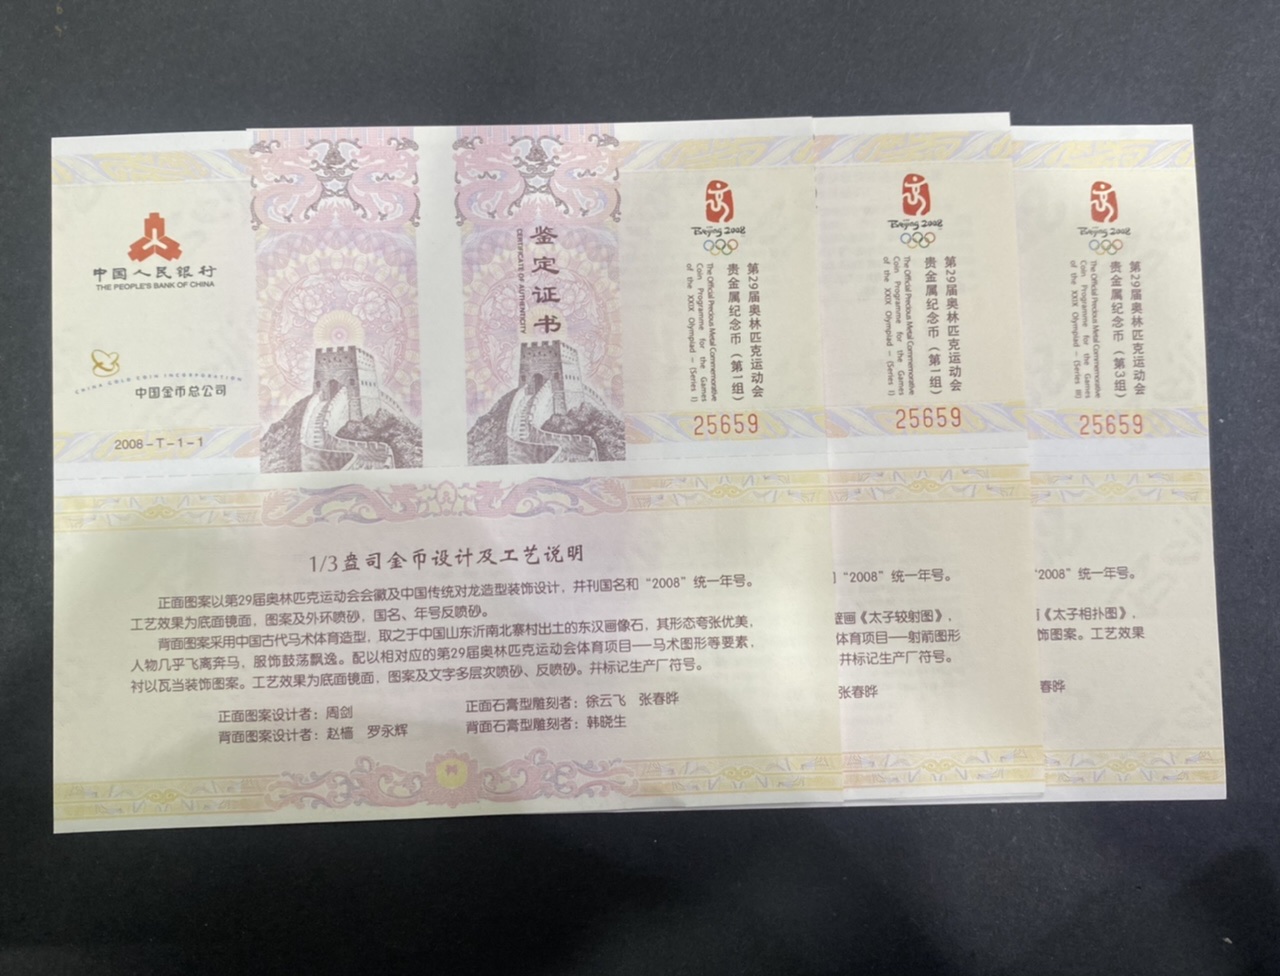 中国人民银行
THE PEOPLE'S BANK OF CHINA
CHINA GOLD COIN INCORPORATION
中国金币总公司
2008-T-1-1
鉴定证书
CERTIFICATE OF AUTHENTICITY
Beijing 2008
第29届奥林匹克运动会
贵金属纪念币（第1组）
The Official Precious Metal Commemorative
Coin Programme for the Games
of the XXIX Olympiad — (Series I)
25659
Beijing 2008
第29届奥林匹克运动会
贵金属纪念币（第1组）
The Official Precious Metal Commemorative
Coin Programme for the Games
of the XXIX Olympiad — (Series I)
25659
Beijing 2008
第29届奥林匹克运动会
贵金属纪念币（第3组）
The Official Precious Metal Commemorative
Coin Programme for the Games
of the XXIX Olympiad — (Series III)
25659
1/3盎司金币设计及工艺说明
正面图案以第29届奥林匹克运动会会徽及中国传统对龙造型装饰设计，并刊国名和“2008”统一年号。
工艺效果为底面镜面，图案及外环喷砂，国名、年号反喷砂。
背面图案采用中国古代马术体育造型，取之于中国山东沂南北寨村出土的东汉画像石，其形态夸张优美，
人物几乎飞离奔马，服饰鼓荡飘逸。配以相对应的第29届奥林匹克运动会体育项目——马术图形等要素，
衬以瓦当装饰图案。工艺效果为底面镜面，图案及文字多层次喷砂、反喷砂。并标记生产厂符号。
正面图案设计者：周剑
正面石膏型雕刻者：徐云飞 张春晔
背面图案设计者：赵樯 罗永辉
背面石膏型雕刻者：韩晓生
“2008”统一年号。
壁画《太子较射图》，
体育项目——射箭图形
并标记生产厂符号。
张春晔
“2008”统一年号。
《太子相扑图》，
饰图案。工艺效果
春晔